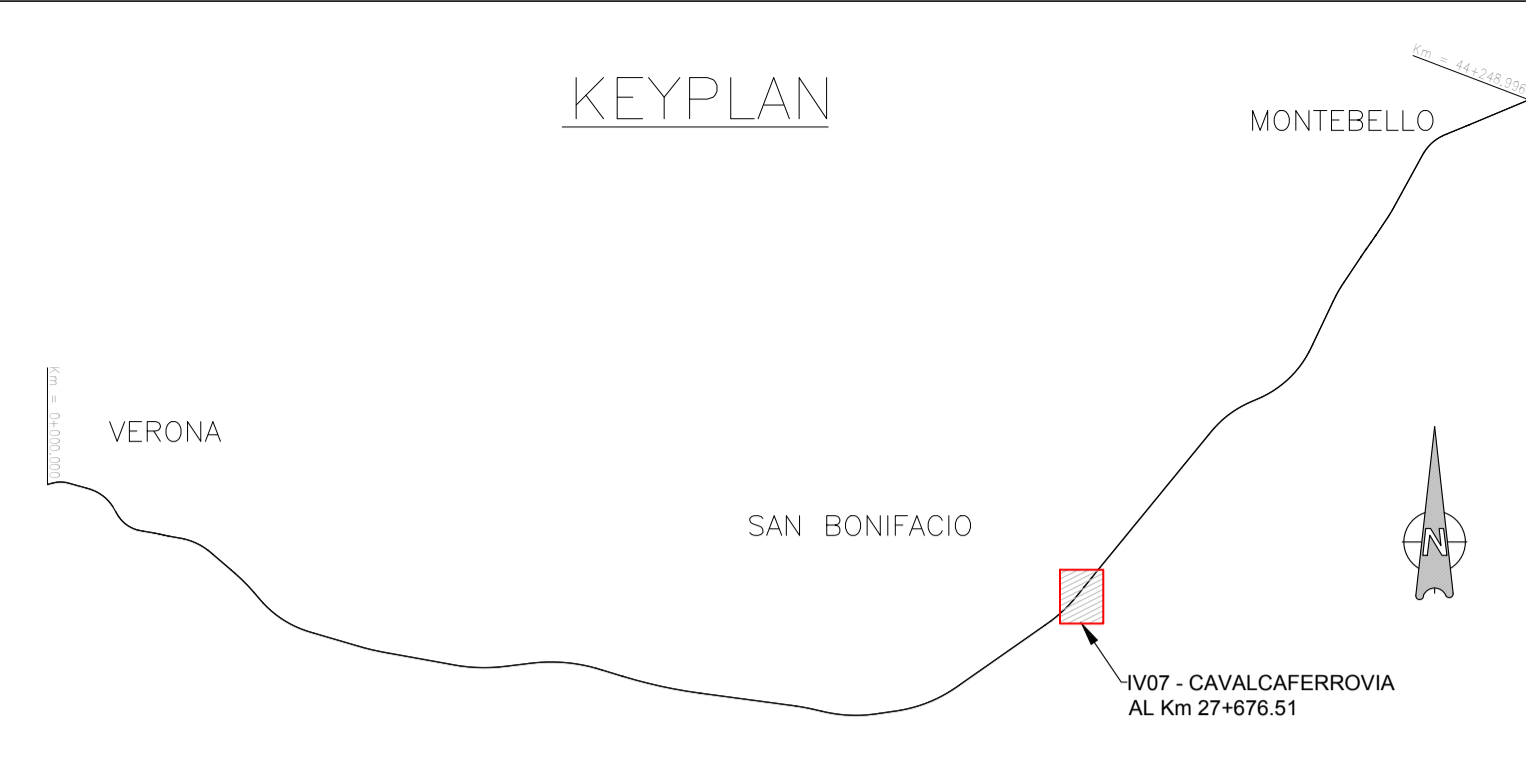 KEYPLAN
Km = 44+248.996
MONTEBELLO
Km = 0+000.000
VERONA
SAN BONIFACIO
N
IV07 - CAVALCAFERROVIA
AL Km 27+676.51